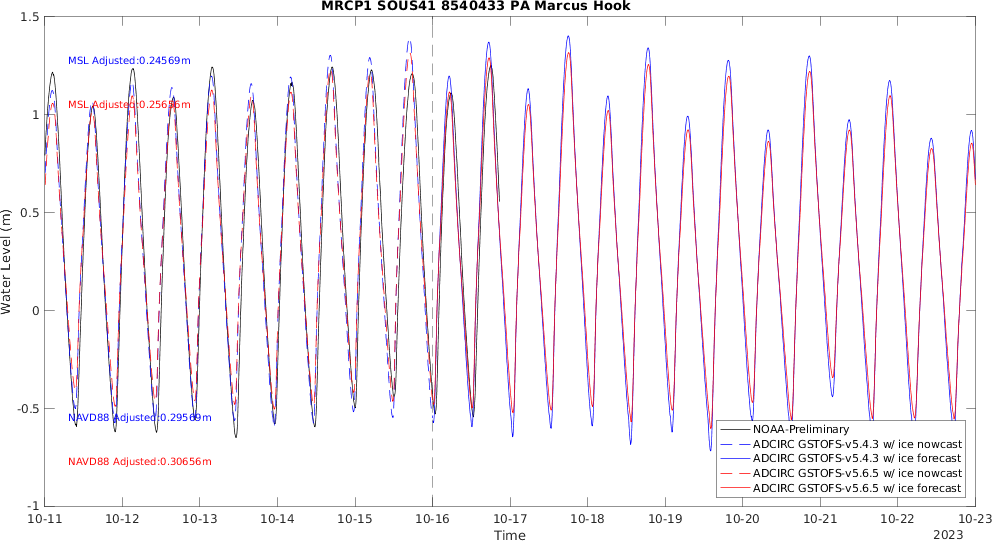 MRCP1 SOUS41 8540433 PA Marcus Hook
Water Level (m)
1.5
1
0.5
0
-0.5
-1
MSL Adjusted:0.24569m
MSL Adjusted:0.25656m
NAVD88 Adjusted:0.29569m
NAVD88 Adjusted:0.30656m
NOAA-Preliminary
ADCIRC GSTOFS-v5.4.3 w/ ice nowcast
ADCIRC GSTOFS-v5.4.3 w/ ice forecast
ADCIRC GSTOFS-v5.6.5 w/ ice nowcast
ADCIRC GSTOFS-v5.6.5 w/ ice forecast
10-11 10-12 10-13 10-14 10-15 10-16 10-17 10-18 10-19 10-20 10-21 10-22 10-23
Time
2023